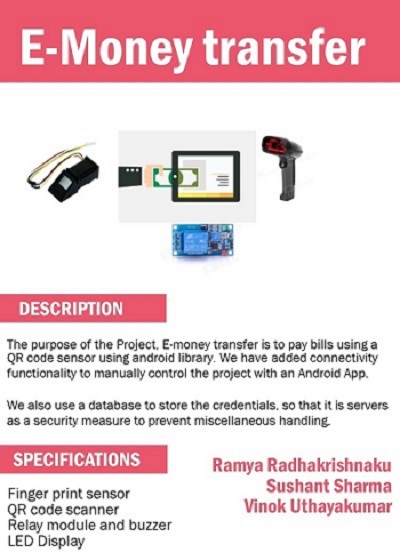 E-Money transfer
DESCRIPTION
The purpose of the Project, E-money transfer is to pay bills using a
QR code sensor using android library. We have added connectivity
functionality to manually control the project with an Android App.
We also use a database to store the credentials, so that it is servers
as a security measure to prevent miscellaneous handling.
SPECIFICATIONS
Finger print sensor
QR code scanner
Relay module and buzzer
LED Display
Ramya Radhakrishnaku
Sushant Sharma
Vinok Uthayakumar